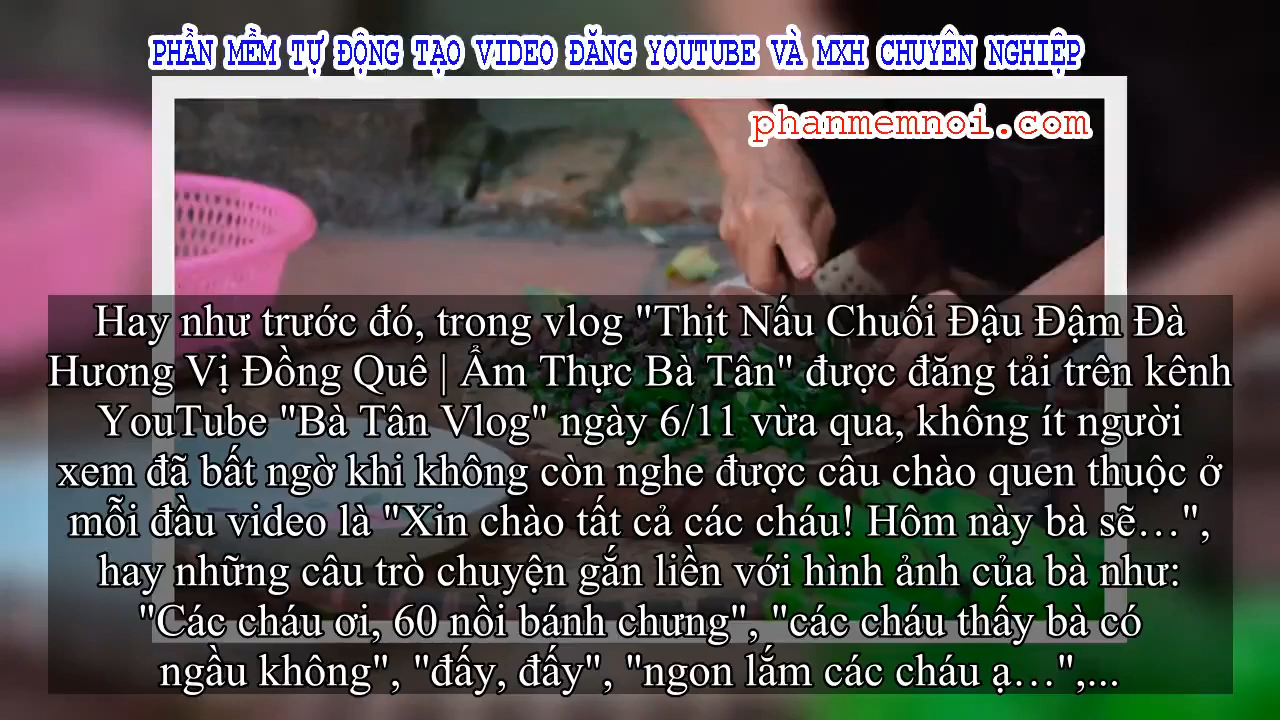 PHẦN MỀM TỰ ĐỘNG TẠO VIDEO ĐĂNG YOUTUBE VÀ MXH CHUYÊN NGHIỆP
phanmemnoi.com
Hay như trước đó, trong vlog "Thịt Nấu Chuối Đậu Đậm Đà
Hương Vị Đồng Quê | Ẩm Thực Bà Tân" được đăng tải trên kênh
YouTube "Bà Tân Vlog" ngày 6/11 vừa qua, không ít người
xem đã bất ngờ khi không còn nghe được câu chào quen thuộc ở
mỗi đầu video là "Xin chào tất cả các cháu! Hôm này bà sẽ…",
hay những câu trò chuyện gắn liền với hình ảnh của bà như:
"Các cháu ơi, 60 nồi bánh chưng", "các cháu thấy bà có
ngầu không", "đấy, đấy", "ngon lắm các cháu ạ…",...